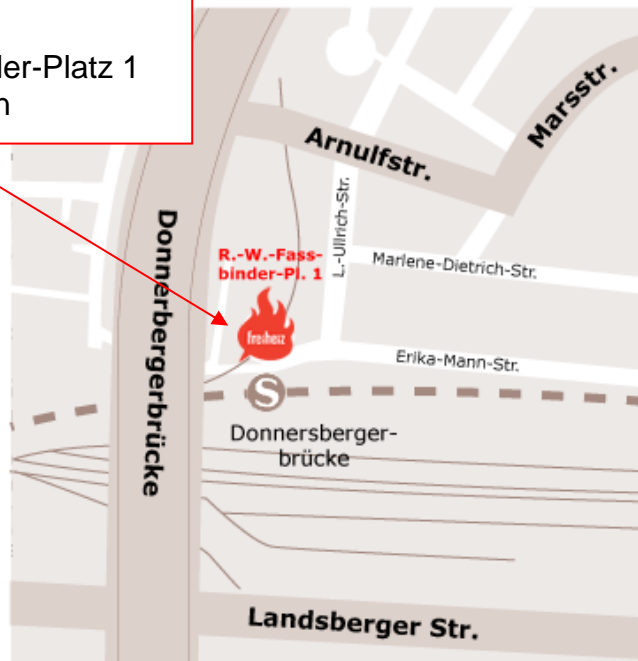 er-Platz 1
n
Arnulfstr.
Marsstr.
Donnerbergerbrücke
R.-W.-Fass-
binder-Pl. 1
L.-Ullrich-Str.
Marlene-Dietrich-Str.
freiheiz
Erika-Mann-Str.
S
Donnersberger-
brücke
Landsberger Str.